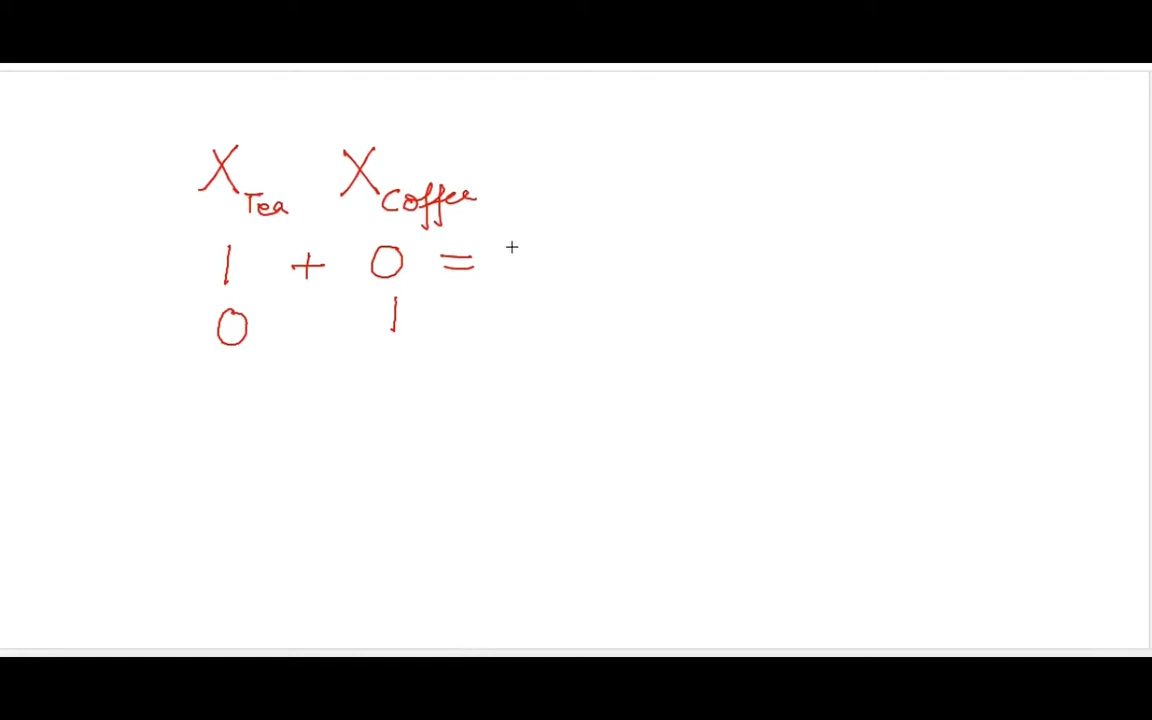 X_Tea X_Coffee
1 + 0 =
0 1